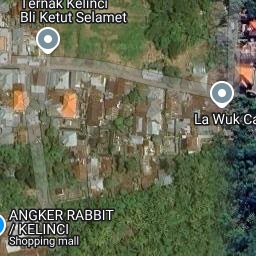 Ternak Kelinci
Bli Ketut Selamet
La Wuk Ca
ANGKER RABBIT
/ KELINCI
Shopping mall